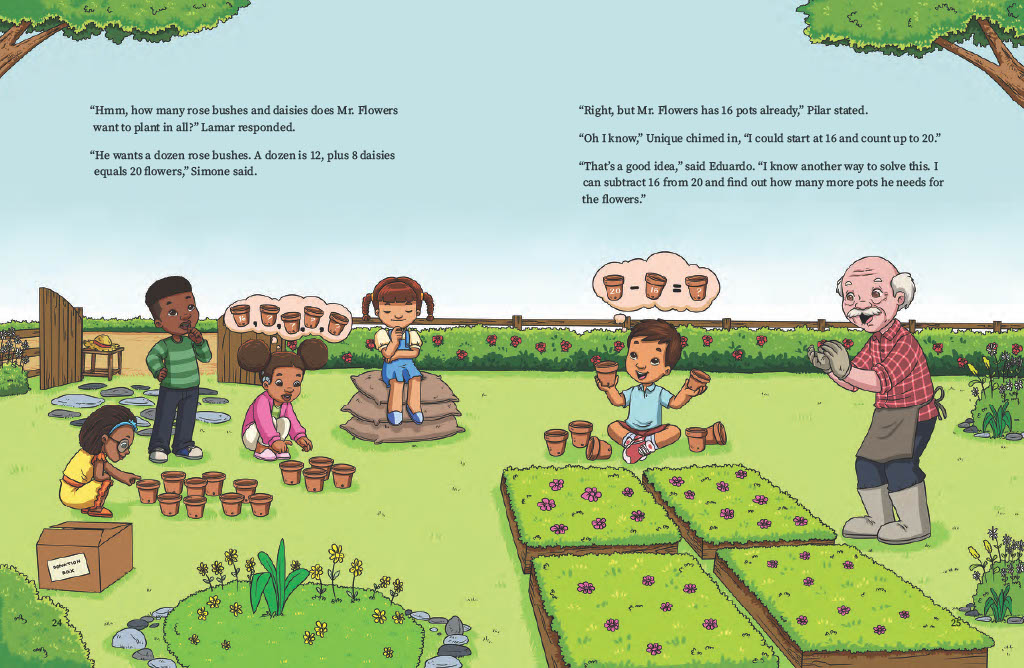 “Hmm, how many rose bushes and daisies does Mr. Flowers
want to plant in all?” Lamar responded.
“He wants a dozen rose bushes. A dozen is 12, plus 8 daisies
equals 20 flowers,” Simone said.
“Right, but Mr. Flowers has 16 pots already,” Pilar stated.
“Oh I know,” Unique chimed in, “I could start at 16 and count up to 20.”
“That’s a good idea,” said Eduardo. “I know another way to solve this. I
can subtract 16 from 20 and find out how many more pots he needs for
the flowers.”
20 - 16 =
16
DONATION
BOX
24
25